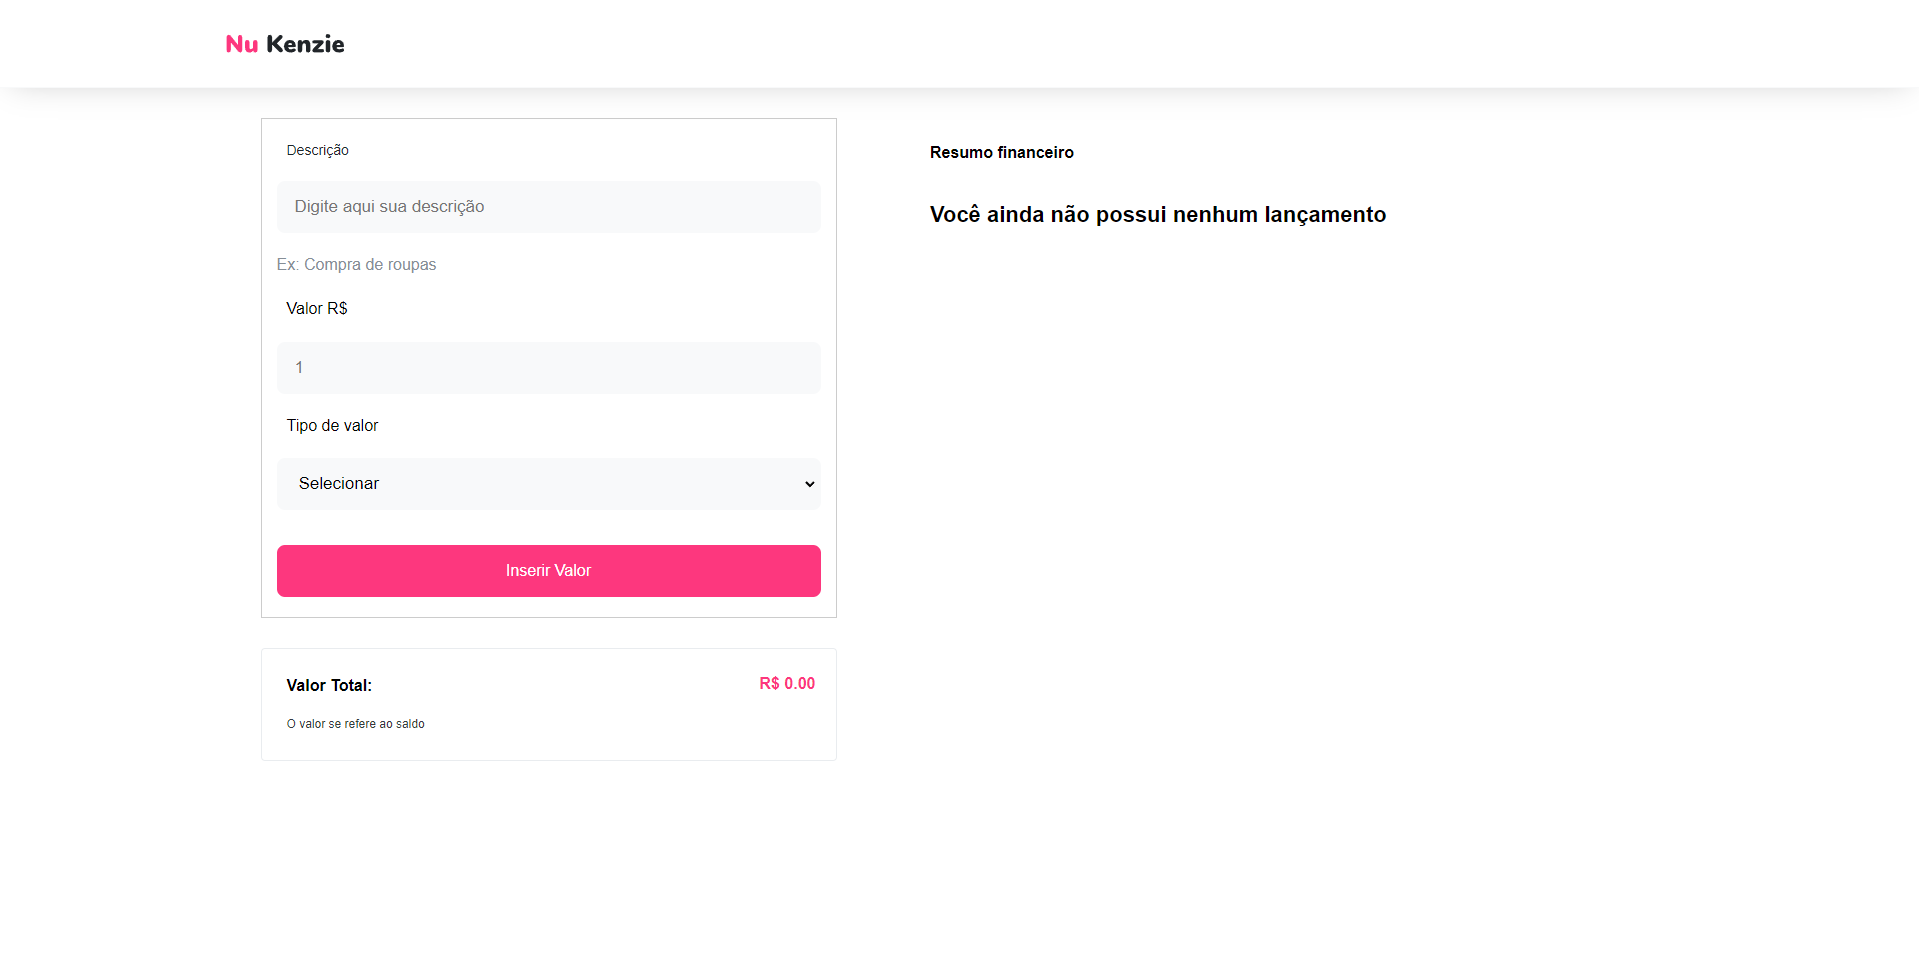 Nu Kenzie
Descrição
Digite aqui sua descrição
Ex: Compra de roupas
Valor R$
1
Tipo de valor
Selecionar
Inserir Valor
Valor Total:
R$ 0.00
O valor se refere ao saldo
Resumo financeiro
Você ainda não possui nenhum lançamento